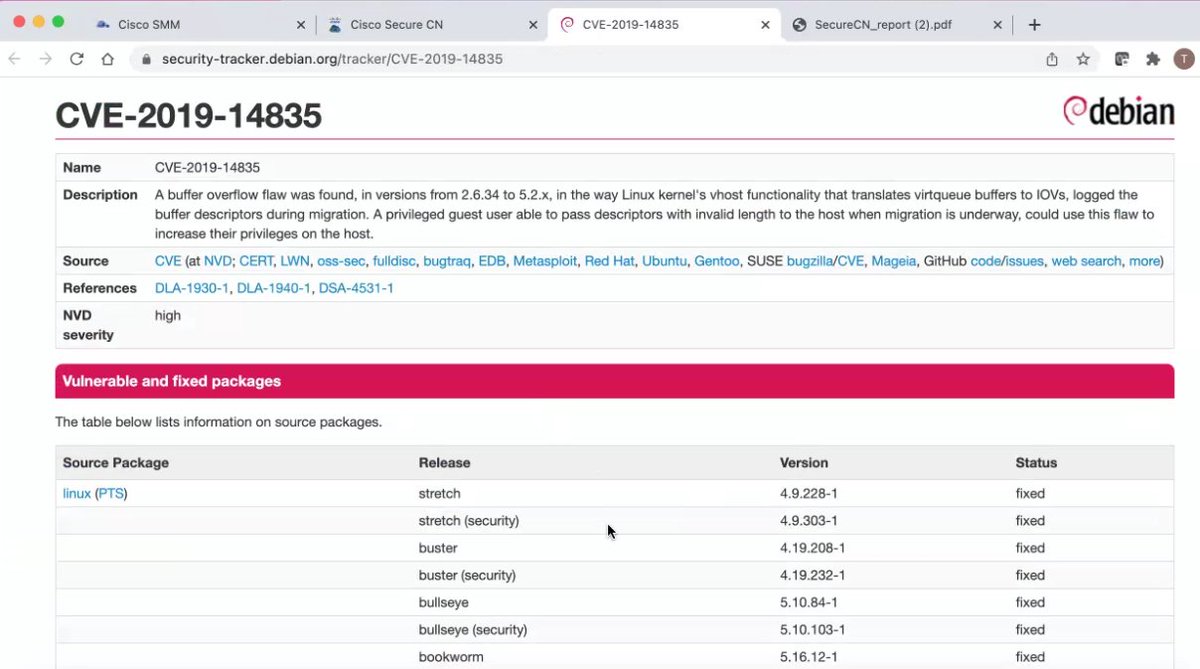 Cisco SMM
Cisco Secure CN
CVE-2019-14835
SecureCN_report (2).pdf
security-tracker.debian.org/tracker/CVE-2019-14835
T
CVE-2019-14835
debian
Name CVE-2019-14835
Description A buffer overflow flaw was found, in versions from 2.6.34 to 5.2.x, in the way Linux kernel's vhost functionality that translates virtqueue buffers to IOVs, logged the
buffer descriptors during migration. A privileged guest user able to pass descriptors with invalid length to the host when migration is underway, could use this flaw to
increase their privileges on the host.
Source CVE (at NVD; CERT, LWN, oss-sec, fulldisc, bugtraq, EDB, Metasploit, Red Hat, Ubuntu, Gentoo, SUSE bugzilla/CVE, Mageia, GitHub code/issues, web search, more)
References DLA-1930-1, DLA-1940-1, DSA-4531-1
NVD severity high
Vulnerable and fixed packages
The table below lists information on source packages.
Source Package Release Version Status
linux (PTS) stretch 4.9.228-1 fixed
stretch (security) 4.9.303-1 fixed
buster 4.19.208-1 fixed
buster (security) 4.19.232-1 fixed
bullseye 5.10.84-1 fixed
bullseye (security) 5.10.103-1 fixed
bookworm 5.16.12-1 fixed